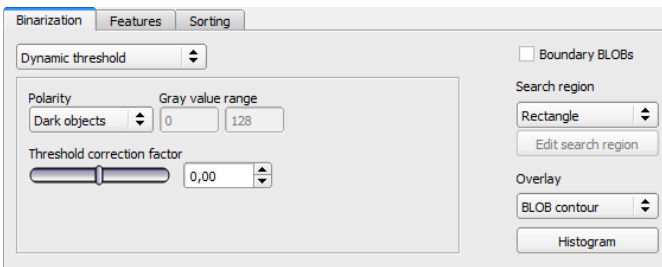 Binarization Features Sorting
Dynamic threshold
Polarity Gray value range
Dark objects 0 128
Threshold correction factor
0,00
Boundary BLOBs
Search region
Rectangle
Edit search region
Overlay
BLOB contour
Histogram